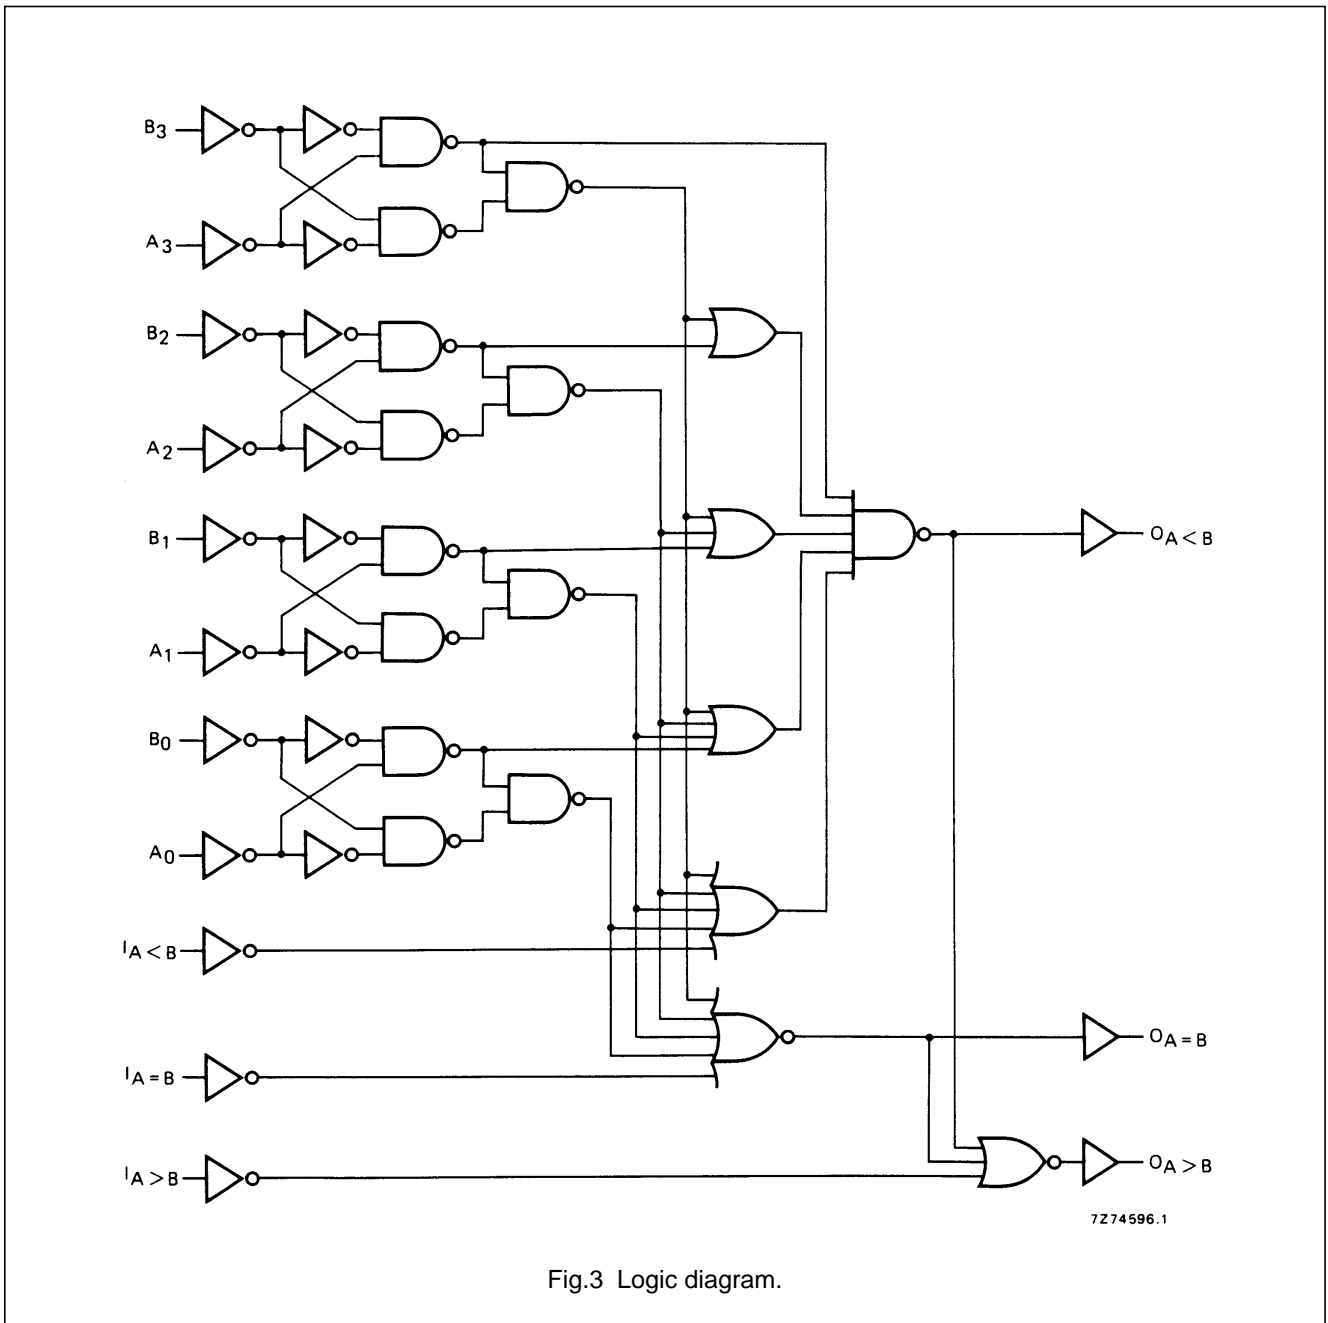 B3
A3
B2
A2
B1
A1
B0
A0
IA<B
IA=B
IA>B
OA<B
OA=B
OA>B
7Z74596.1
Fig.3 Logic diagram.